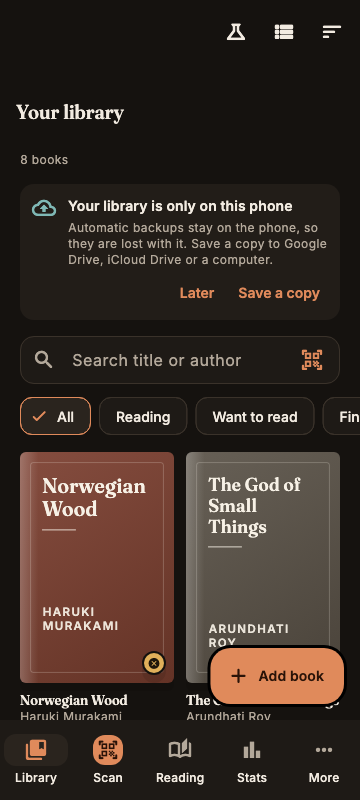 Your library
8 books
Your library is only on this phone
Automatic backups stay on the phone, so
they are lost with it. Save a copy to Google
Drive, iCloud Drive or a computer.
Later
Save a copy
Search title or author
All
Reading
Want to read
Fin
Norwegian
Wood
HARUKI
MURAKAMI
The God of
Small
Things
ARUNDHATI
ROY
Add book
Norwegian Wood
Haruki Murakami
Arundhati Roy
Library
Scan
Reading
Stats
More